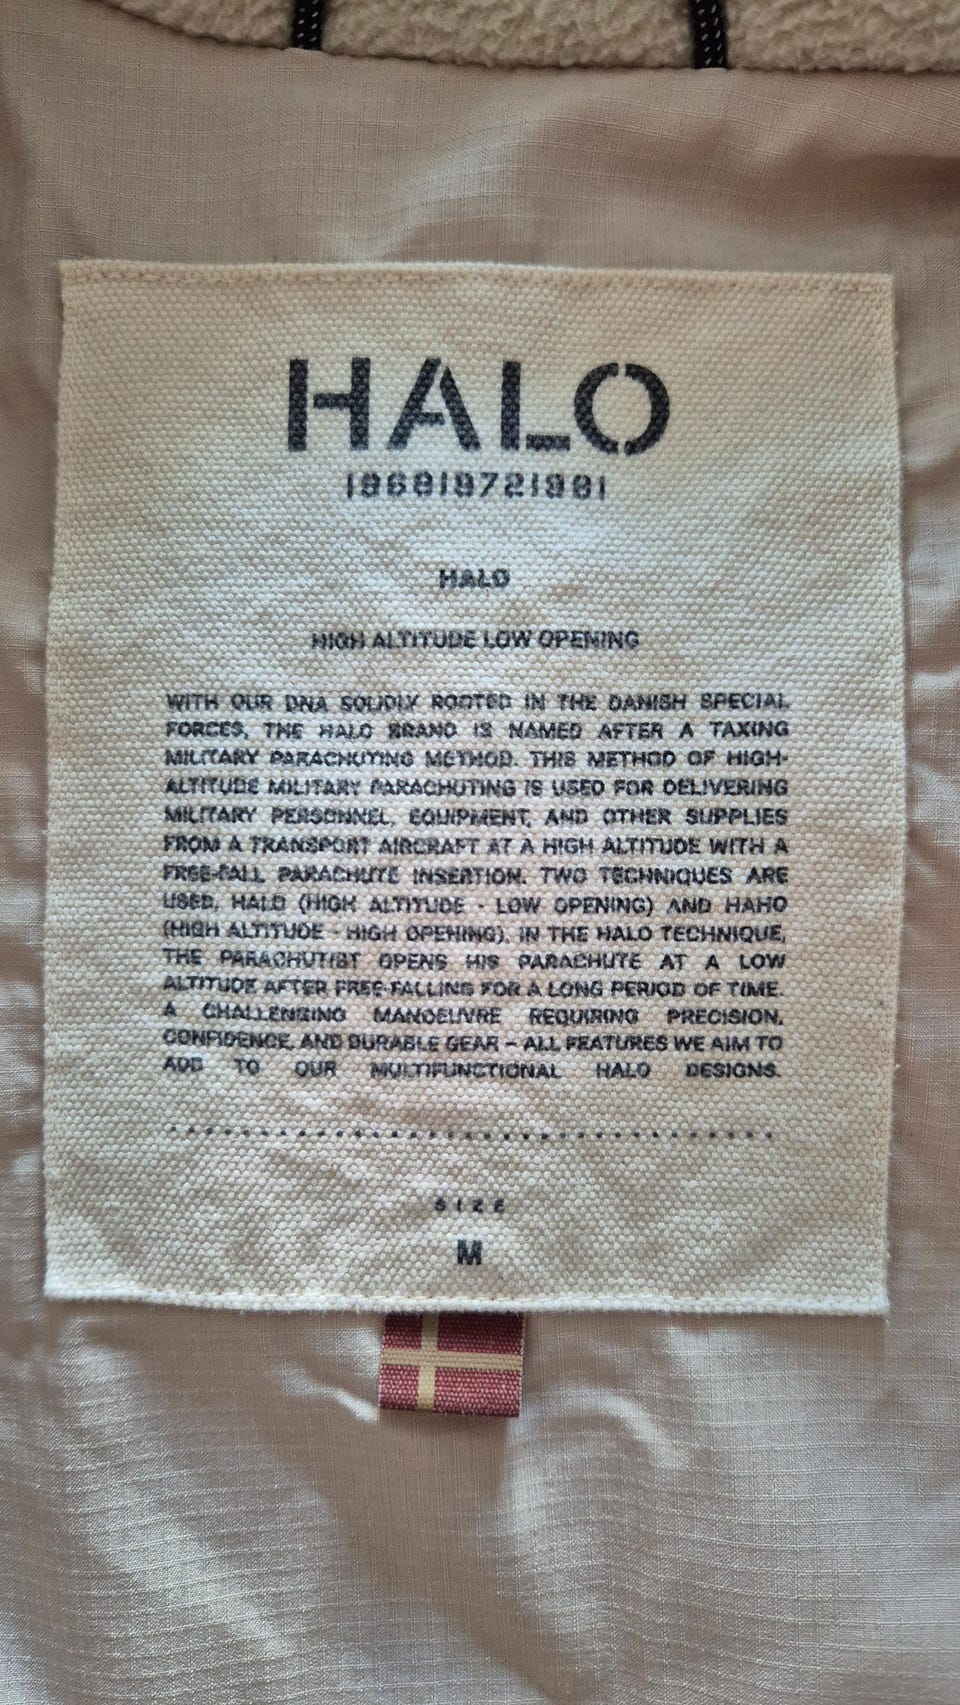 HALO
196819721981
HALO
HIGH ALTITUDE LOW OPENING
WITH OUR DNA SOLIDLY ROOTED IN THE DANISH SPECIAL
FORCES, THE HALO BRAND IS NAMED AFTER A TAXING
MILITARY PARACHUTING METHOD. THIS METHOD OF HIGH-
ALTITUDE MILITARY PARACHUTING IS USED FOR DELIVERING
MILITARY PERSONNEL, EQUIPMENT, AND OTHER SUPPLIES
FROM A TRANSPORT AIRCRAFT AT A HIGH ALTITUDE WITH A
FREE-FALL PARACHUTE INSERTION. TWO TECHNIQUES ARE
USED, HALO (HIGH ALTITUDE - LOW OPENING) AND HAHO
(HIGH ALTITUDE - HIGH OPENING). IN THE HALO TECHNIQUE,
THE PARACHUTIST OPENS HIS PARACHUTE AT A LOW
ALTITUDE AFTER FREE-FALLING FOR A LONG PERIOD OF TIME.
A CHALLENGING MANOEUVRE REQUIRING PRECISION,
CONFIDENCE, AND DURABLE GEAR – ALL FEATURES WE AIM TO
ADD TO OUR MULTIFUNCTIONAL HALO DESIGNS.
SIZE
M